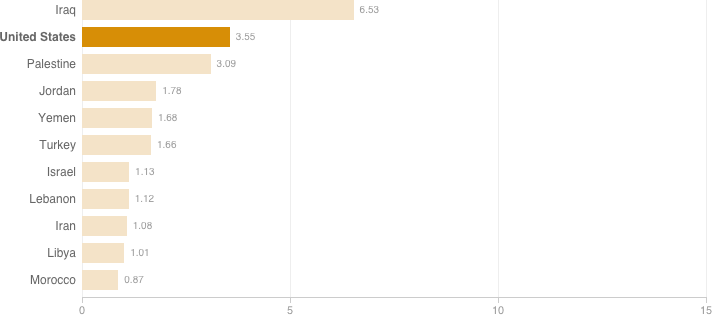 Iraq 6.53
United States 3.55
Palestine 3.09
Jordan 1.78
Yemen 1.68
Turkey 1.66
Israel 1.13
Lebanon 1.12
Iran 1.08
Libya 1.01
Morocco 0.87
0 5 10 15